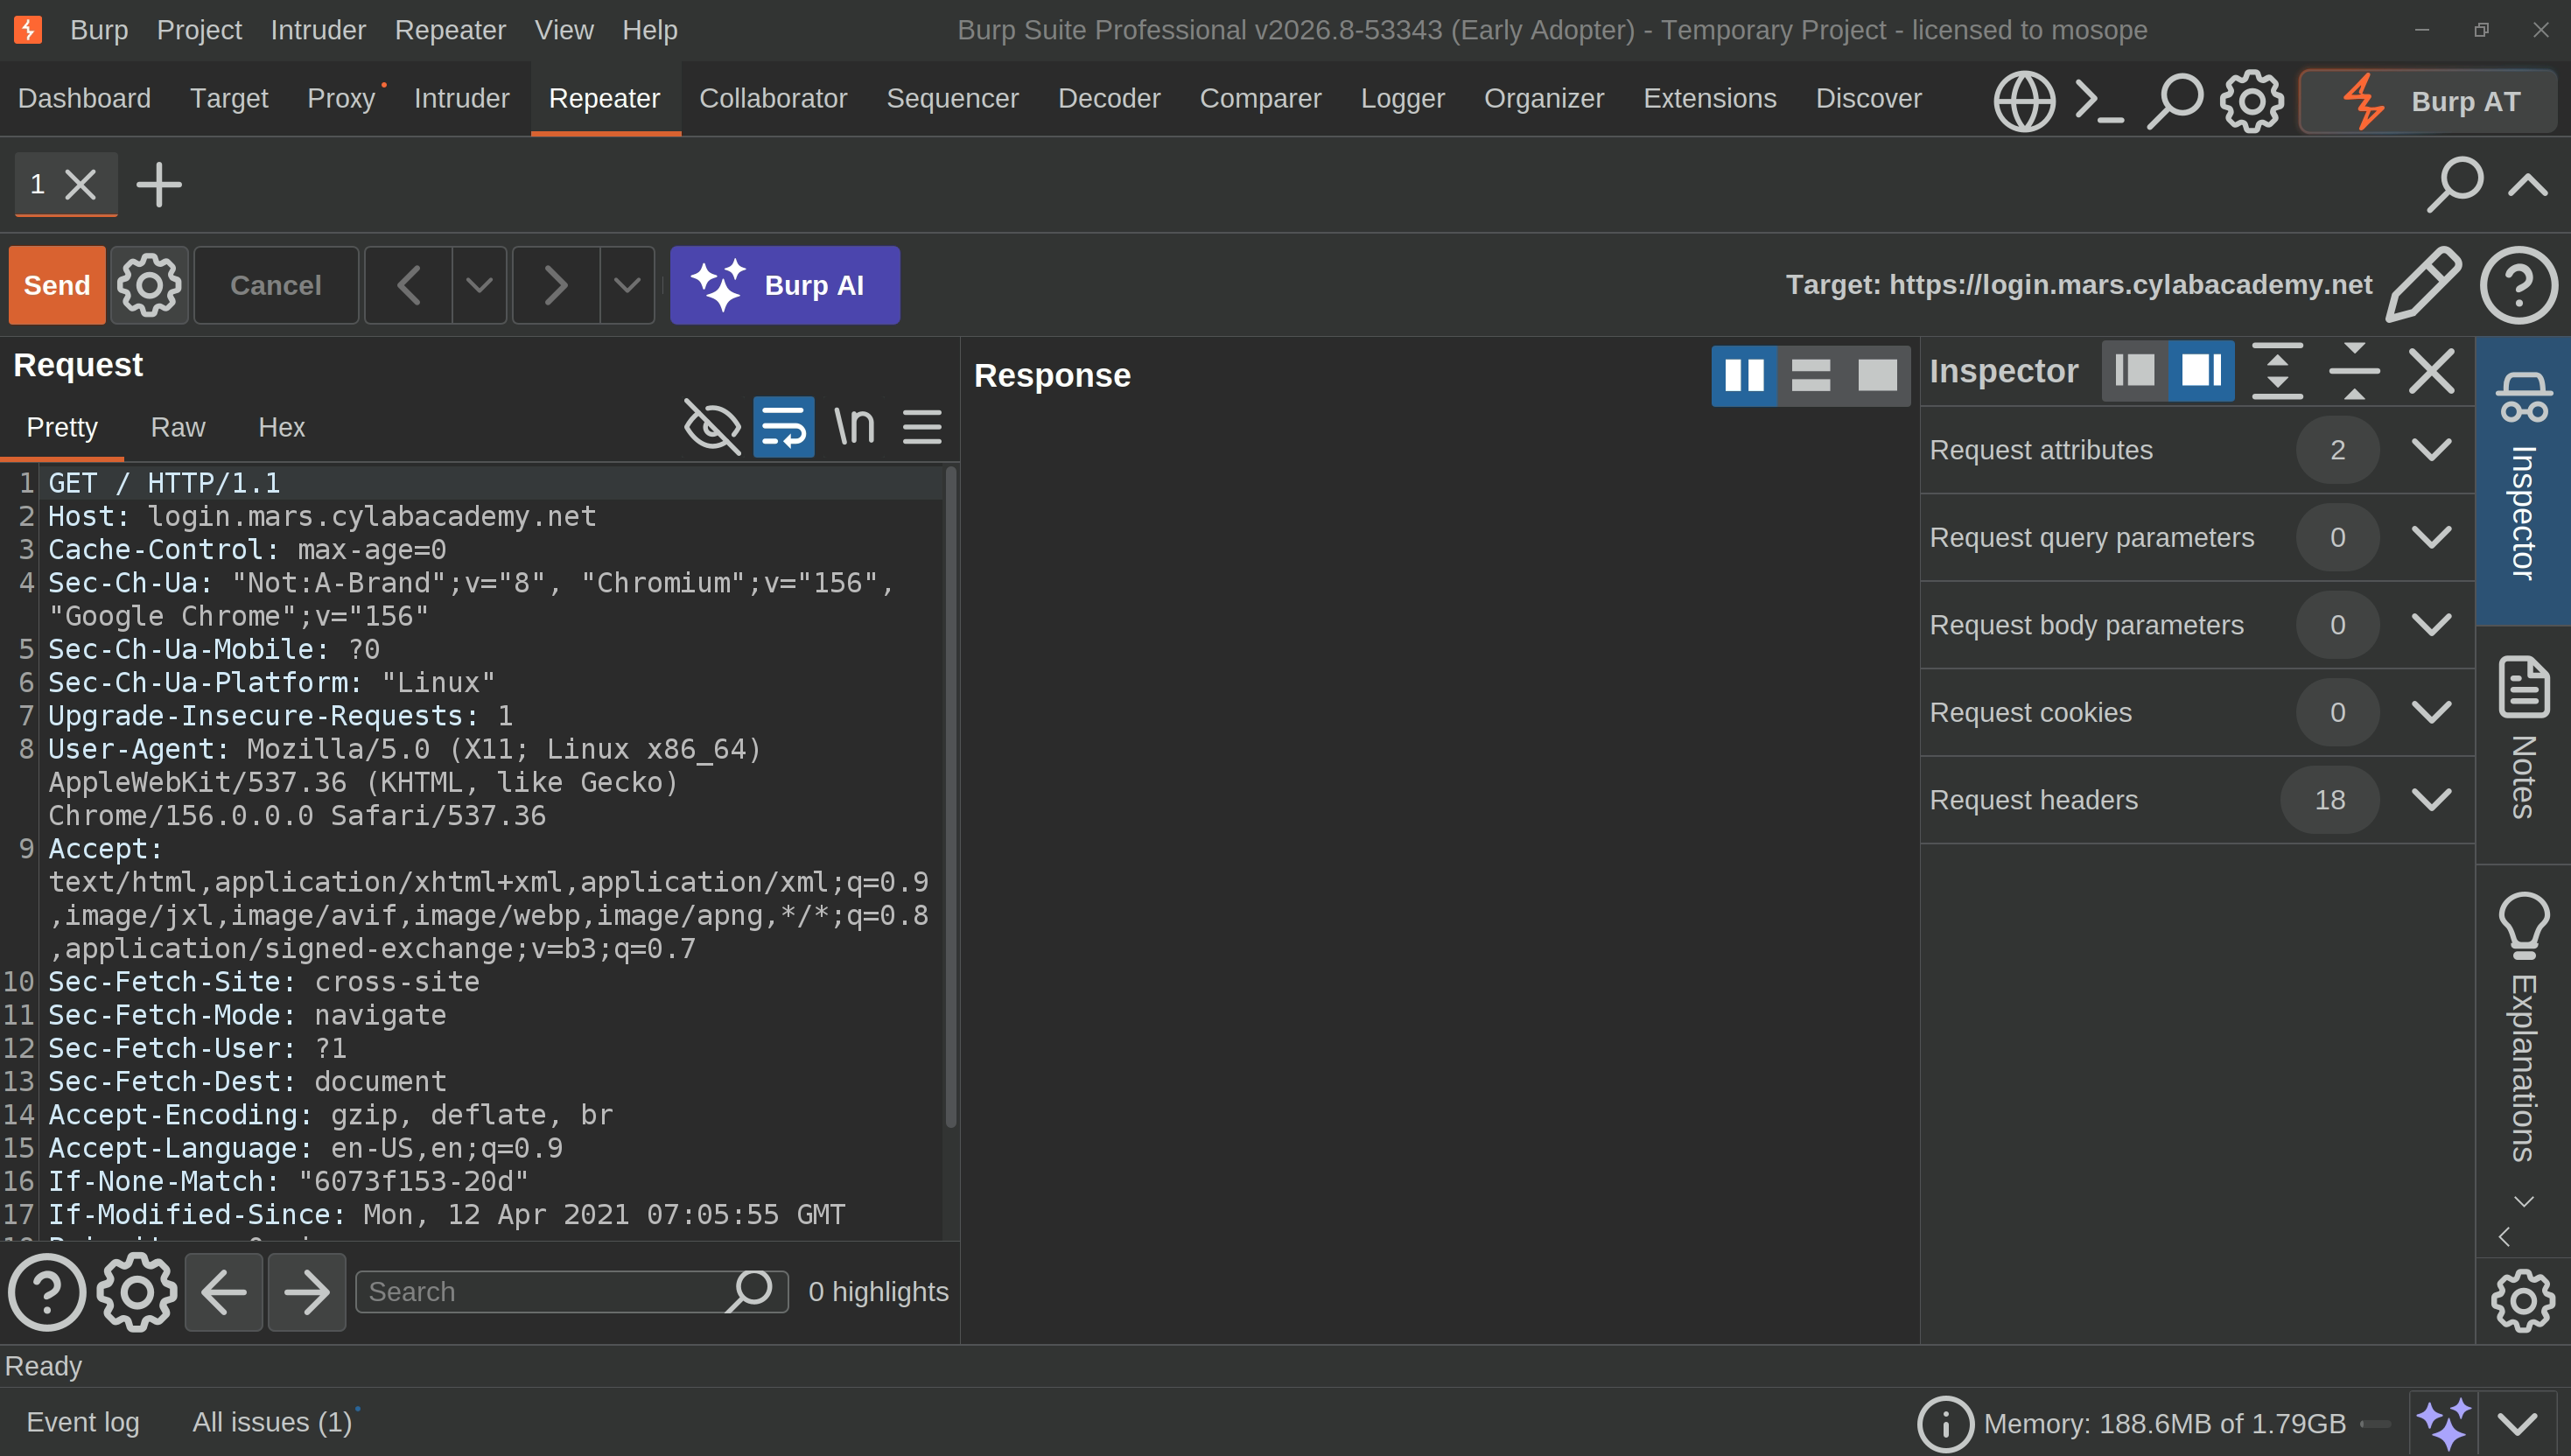 Burp Project Intruder Repeater View Help Burp Suite Professional v2026.8-53343 (Early Adopter) - Temporary Project - licensed to mosope
Dashboard Target Proxy Intruder Repeater Collaborator Sequencer Decoder Comparer Logger Organizer Extensions Discover Burp AT
1
Send Cancel Burp AI Target: https://login.mars.cylabacademy.net
Request
Pretty Raw Hex \n
1 GET / HTTP/1.1
2 Host: login.mars.cylabacademy.net
3 Cache-Control: max-age=0
4 Sec-Ch-Ua: "Not:A-Brand";v="8", "Chromium";v="156",
"Google Chrome";v="156"
5 Sec-Ch-Ua-Mobile: ?0
6 Sec-Ch-Ua-Platform: "Linux"
7 Upgrade-Insecure-Requests: 1
8 User-Agent: Mozilla/5.0 (X11; Linux x86_64)
AppleWebKit/537.36 (KHTML, like Gecko)
Chrome/156.0.0.0 Safari/537.36
9 Accept:
text/html,application/xhtml+xml,application/xml;q=0.9
,image/jxl,image/avif,image/webp,image/apng,*/*;q=0.8
,application/signed-exchange;v=b3;q=0.7
10 Sec-Fetch-Site: cross-site
11 Sec-Fetch-Mode: navigate
12 Sec-Fetch-User: ?1
13 Sec-Fetch-Dest: document
14 Accept-Encoding: gzip, deflate, br
15 Accept-Language: en-US,en;q=0.9
16 If-None-Match: "6073f153-20d"
17 If-Modified-Since: Mon, 12 Apr 2021 07:05:55 GMT
Search 0 highlights
Response
Inspector
Request attributes 2
Request query parameters 0
Request body parameters 0
Request cookies 0
Request headers 18
Inspector
Notes
Explanations
Ready
Event log All issues (1) Memory: 188.6MB of 1.79GB